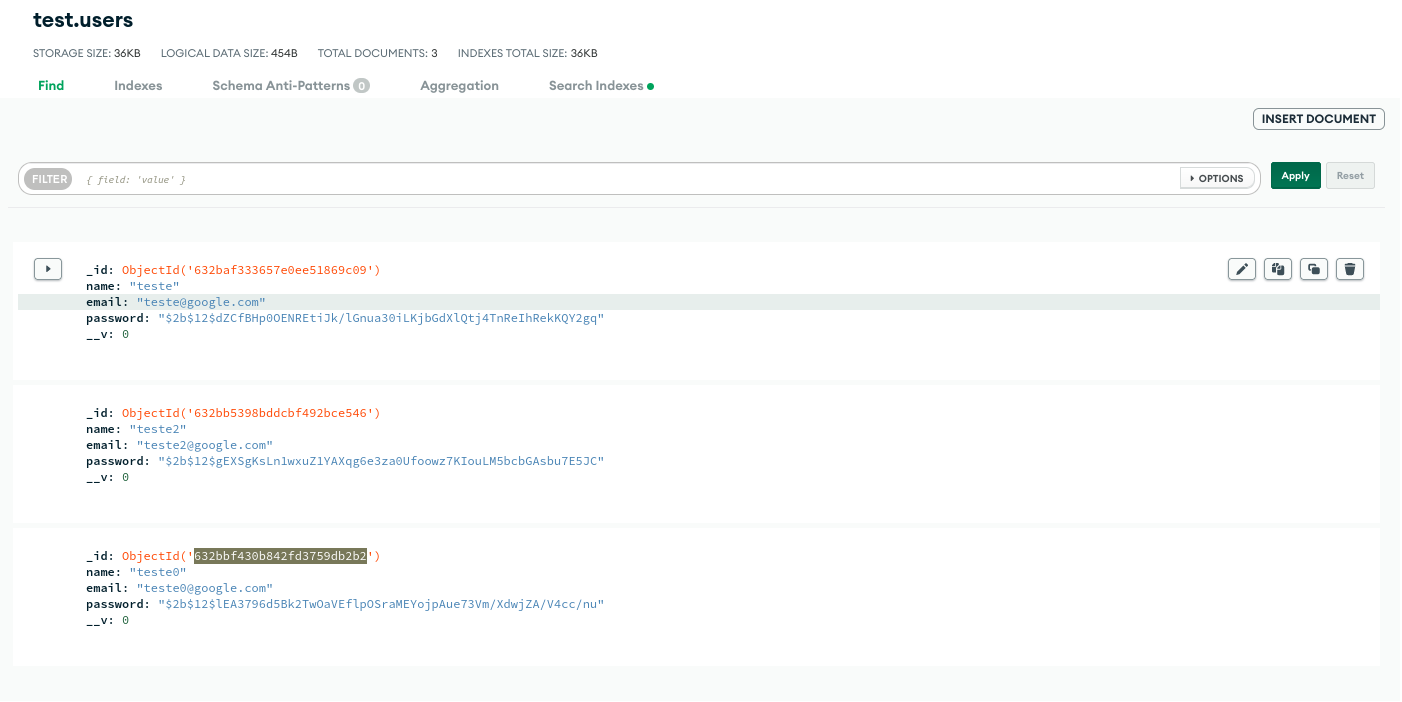 test.users
STORAGE SIZE: 36KB LOGICAL DATA SIZE: 454B TOTAL DOCUMENTS: 3 INDEXES TOTAL SIZE: 36KB
Find Indexes Schema Anti-Patterns 0 Aggregation Search Indexes
INSERT DOCUMENT
FILTER { field: 'value' } OPTIONS Apply Reset
_id: ObjectId('632baf333657e0ee51869c09')
name: "teste"
email: "teste@google.com"
password: "$2b$12$dZCfBHp0OENREtiJk/lGnua30iLKjbGdXlQtj4TnReIhRekKQY2gq"
__v: 0
_id: ObjectId('632bb5398bddcbf492bce546')
name: "teste2"
email: "teste2@google.com"
password: "$2b$12$gEXSgKsLn1wxuZ1YAXqg6e3za0Ufoowz7KIouLM5bcbGAsbu7E5JC"
__v: 0
_id: ObjectId('632bbf430b842fd3759db2b2')
name: "teste0"
email: "teste0@google.com"
password: "$2b$12$lEA3796d5Bk2TwOaVEflpOSraMEYojpAue73Vm/XdwjZA/V4cc/nu"
__v: 0